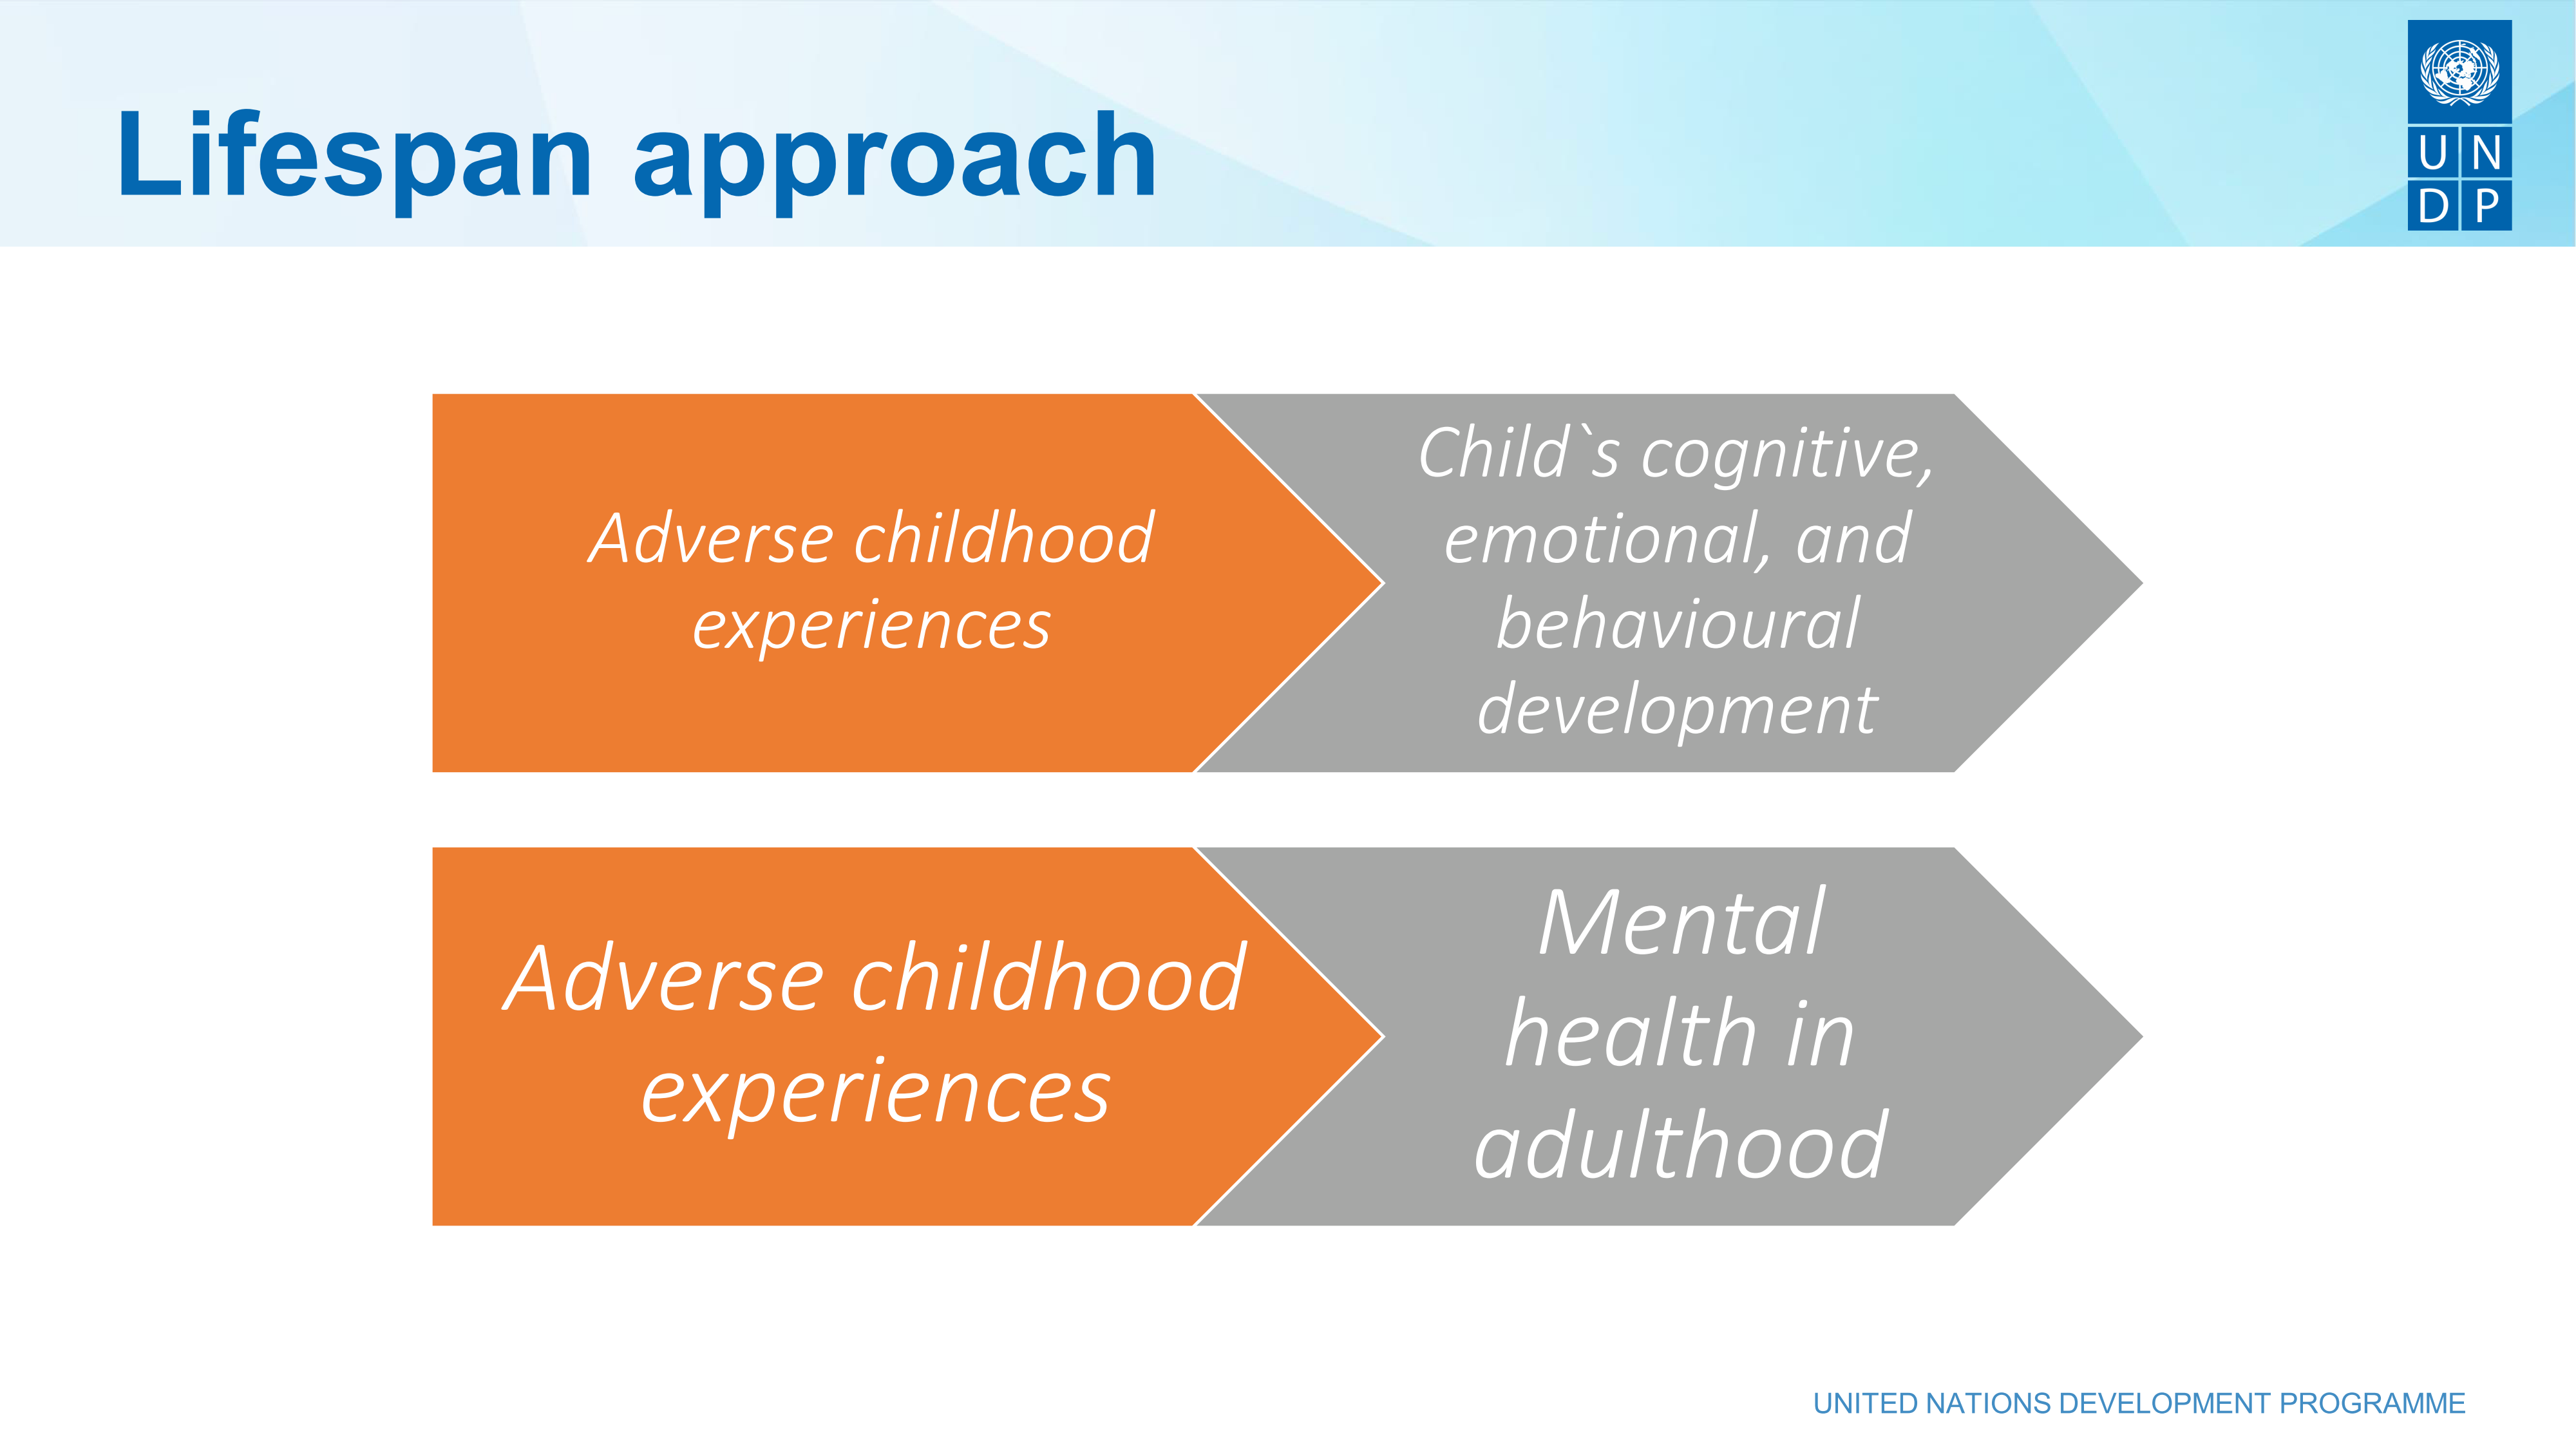 Lifespan approach
U N
D P
Adverse childhood
experiences
Child`s cognitive,
emotional, and
behavioural
development
Adverse childhood
experiences
Mental
health in
adulthood
UNITED NATIONS DEVELOPMENT PROGRAMME